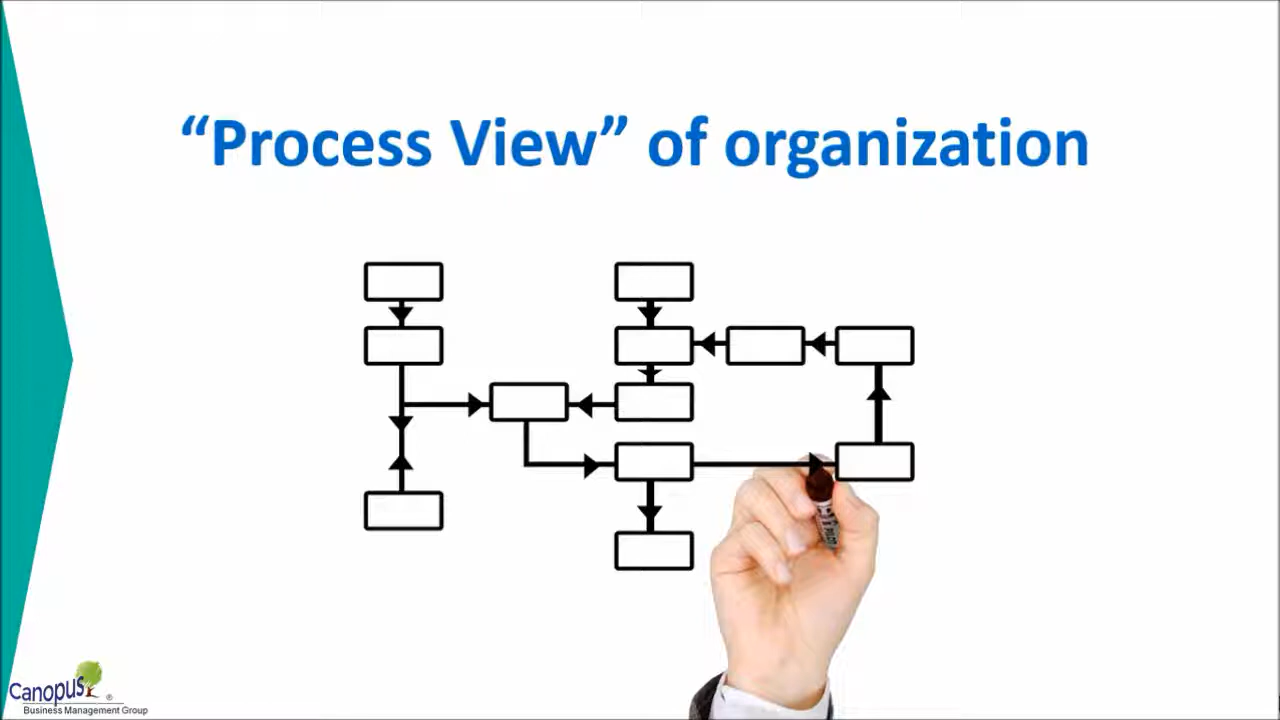 “Process View” of organization
Canopus ®
Business Management Group